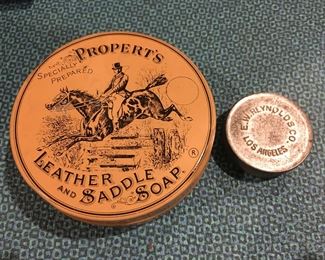 PROPERT'S
SPECIALLY
PREPARED
LEATHER
AND SADDLE
SOAP.
®
E.W. REYNOLDS CO.
LOS ANGELES.